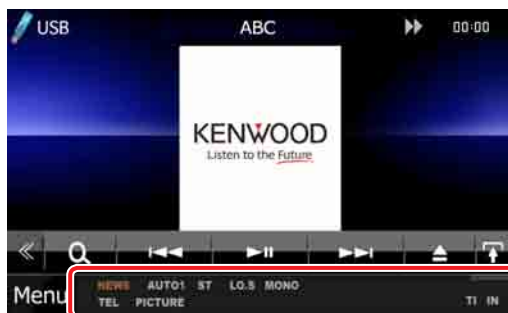 USB ABC 00:00
KENWOOD
Listen to the Future
Menu NEWS AUTO1 ST LO.S MONO
TEL PICTURE TI IN